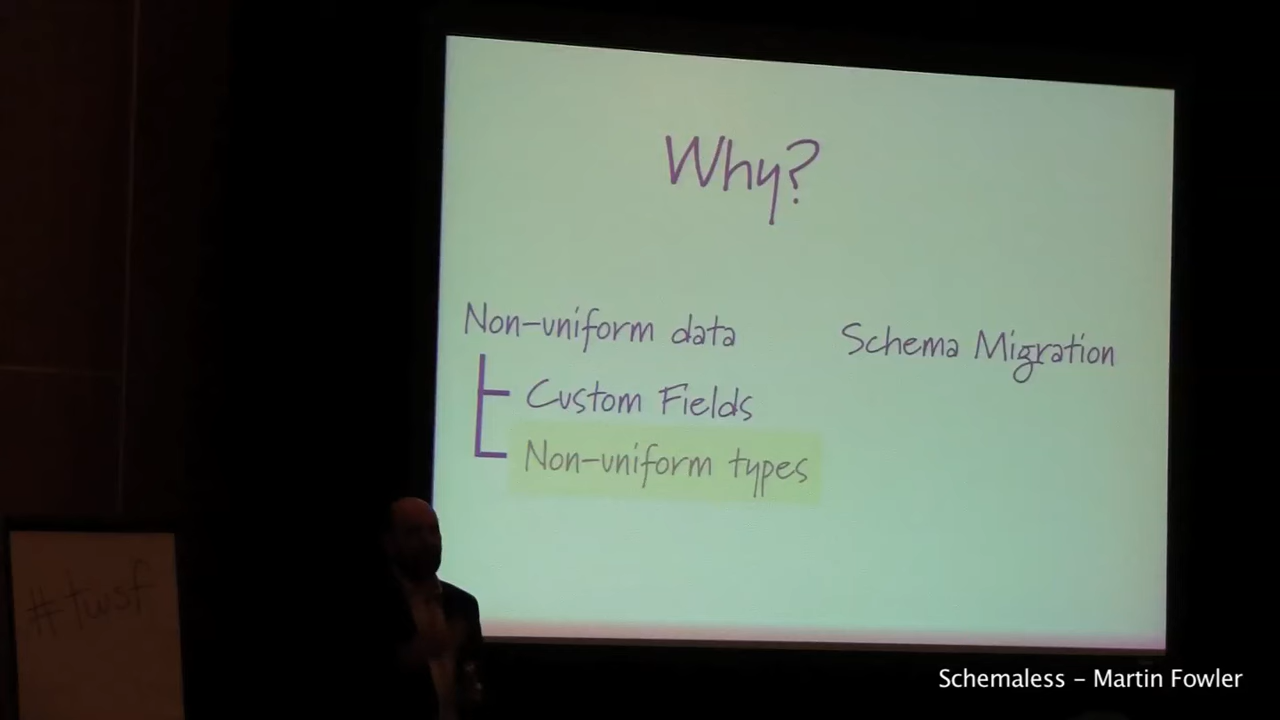 Why?
Non-uniform data
Schema Migration
Custom Fields
Non-uniform types
#twsf
Schemaless - Martin Fowler